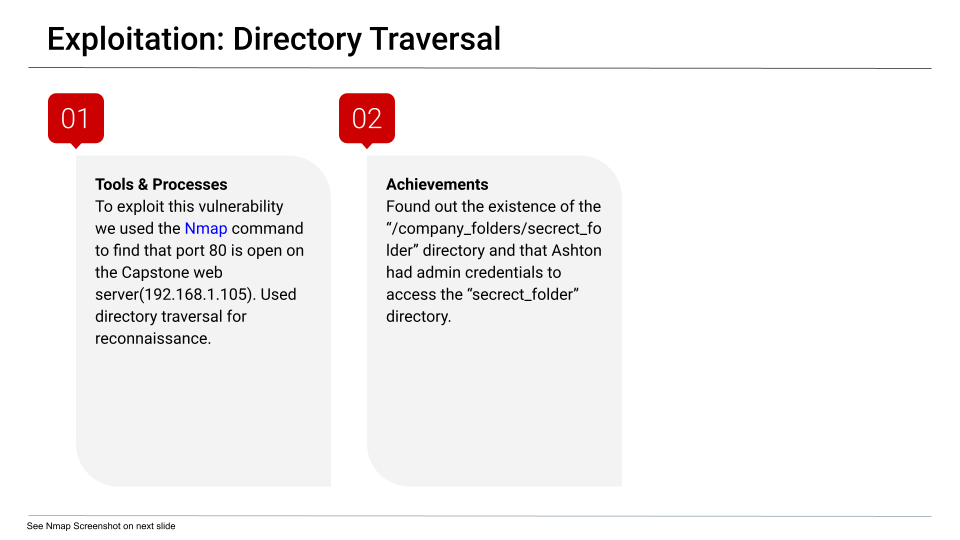 Exploitation: Directory Traversal
01
Tools & Processes
To exploit this vulnerability
we used the Nmap command
to find that port 80 is open on
the Capstone web
server(192.168.1.105). Used
directory traversal for
reconnaissance.
02
Achievements
Found out the existence of the
“/company_folders/secrect_fo
lder” directory and that Ashton
had admin credentials to
access the “secrect_folder”
directory.
See Nmap Screenshot on next slide